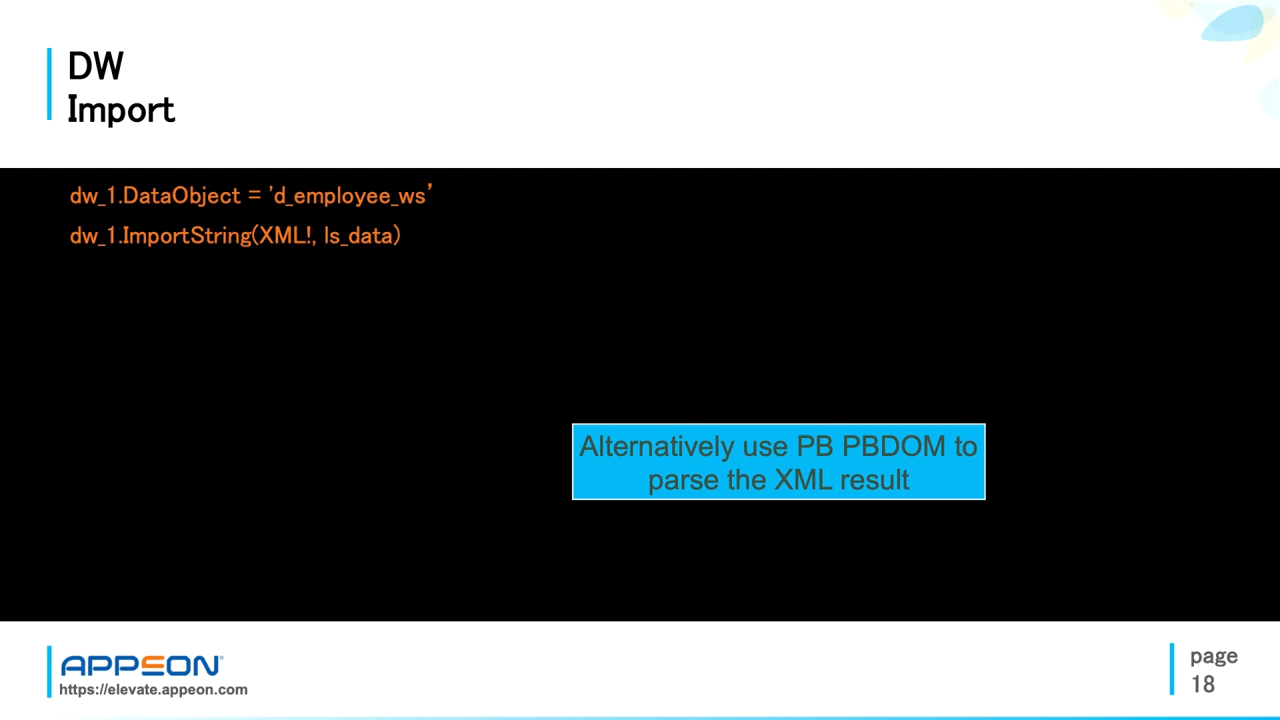 DW
Import
dw_1.DataObject = 'd_employee_ws’
dw_1.ImportString(XML!, ls_data)
Alternatively use PB PBDOM to
parse the XML result
APPEON
https://elevate.appeon.com
page
18